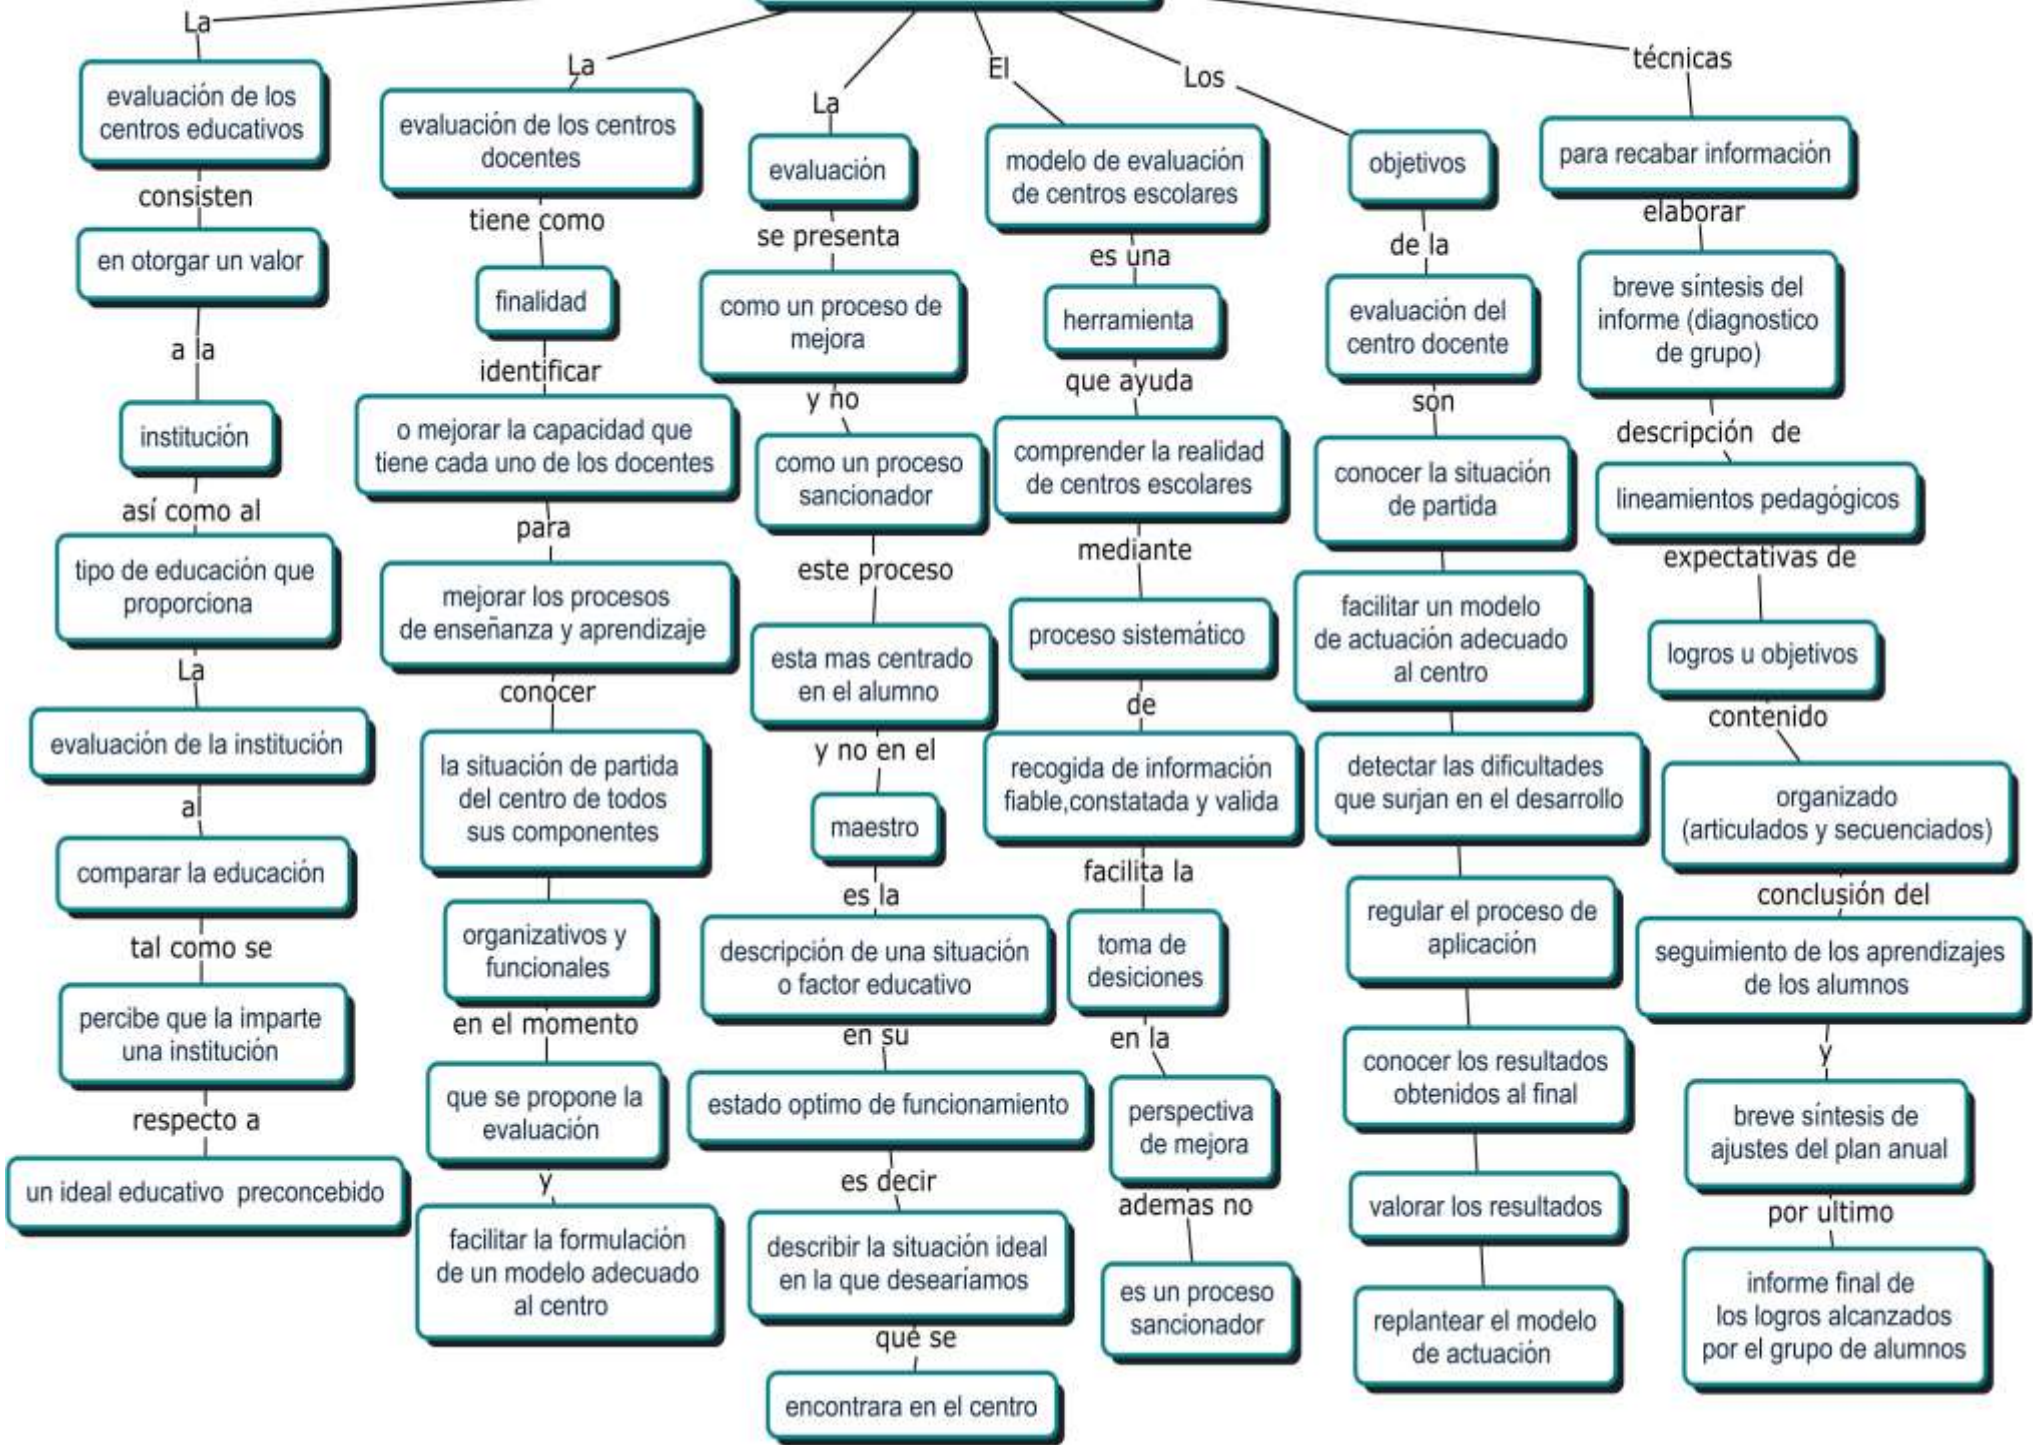 La
evaluación de los
centros educativos
consisten
en otorgar un valor
a la
institución
así como al
tipo de educación que
proporciona
La
evaluación de la institución
al
comparar la educación
tal como se
percibe que la imparte
una institución
respecto a
un ideal educativo preconcebido
La
evaluación de los centros
docentes
tiene como
finalidad
identificar
o mejorar la capacidad que
tiene cada uno de los docentes
para
mejorar los procesos
de enseñanza y aprendizaje
conocer
la situación de partida
del centro de todos
sus componentes
organizativos y
funcionales
en el momento
que se propone la
evaluación
y
facilitar la formulación
de un modelo adecuado
al centro
La
evaluación
se presenta
como un proceso de
mejora
y no
como un proceso
sancionador
este proceso
esta mas centrado
en el alumno
y no en el
maestro
es la
descripción de una situación
o factor educativo
en su
estado optimo de funcionamiento
es decir
describir la situación ideal
en la que desearíamos
que se
encontrara en el centro
El
modelo de evaluación
de centros escolares
es una
herramienta
que ayuda
comprender la realidad
de centros escolares
mediante
proceso sistemático
de
recogida de información
fiable,constatada y valida
facilita la
toma de
desiciones
en la
perspectiva
de mejora
ademas no
es un proceso
sancionador
Los
objetivos
de la
evaluación del
centro docente
son
conocer la situación
de partida
facilitar un modelo
de actuación adecuado
al centro
detectar las dificultades
que surjan en el desarrollo
regular el proceso de
aplicación
conocer los resultados
obtenidos al final
valorar los resultados
replantear el modelo
de actuación
técnicas
para recabar información
elaborar
breve síntesis del
informe (diagnostico
de grupo)
descripción de
lineamientos pedagógicos
expectativas de
logros u objetivos
contenido
organizado
(articulados y secuenciados)
conclusión del
seguimiento de los aprendizajes
de los alumnos
y
breve síntesis de
ajustes del plan anual
por ultimo
informe final de
los logros alcanzados
por el grupo de alumnos